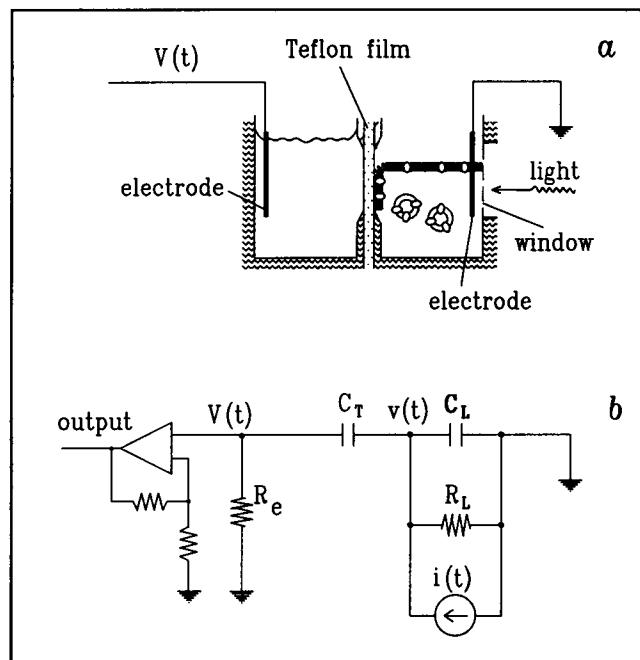 Teflon film
a
V(t)
electrode
light
window
electrode
output
V(t)
C_T
v(t)
C_L
b
R_e
R_L
i(t)